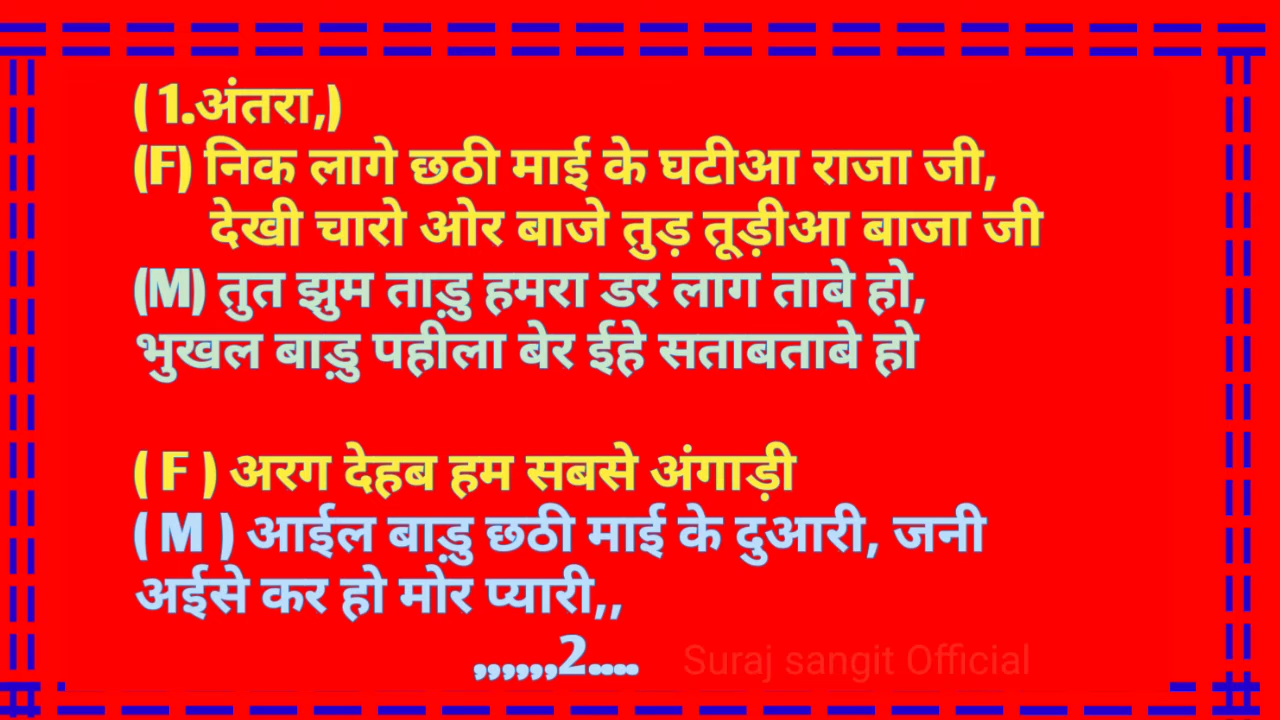 ( 1.अंतरा,)
(F) निक लागे छठी माई के घटीआ राजा जी,
देखी चारो ओर बाजे तुड़ तूड़ीआ बाजा जी
(M) तुत झुम ताड़ु हमरा डर लाग ताबे हो,
भुखल बाड़ु पहीला बेर ईहे सताबताबे हो
( F ) अरग देहब हम सबसे अंगाड़ी
( M ) आईल बाड़ु छठी माई के दुआरी, जनी
अईसे कर हो मोर प्यारी,,
,,,,,,2....
Suraj sangit Official